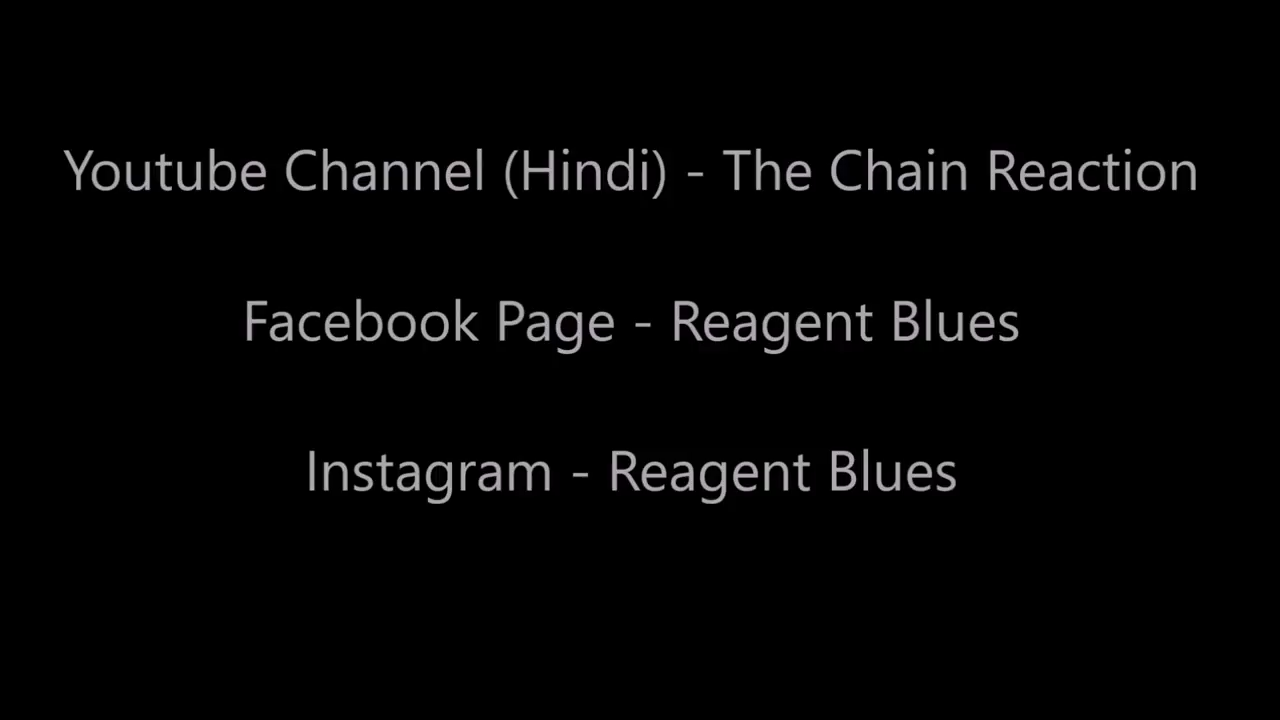 Youtube Channel (Hindi) - The Chain Reaction
Facebook Page - Reagent Blues
Instagram - Reagent Blues